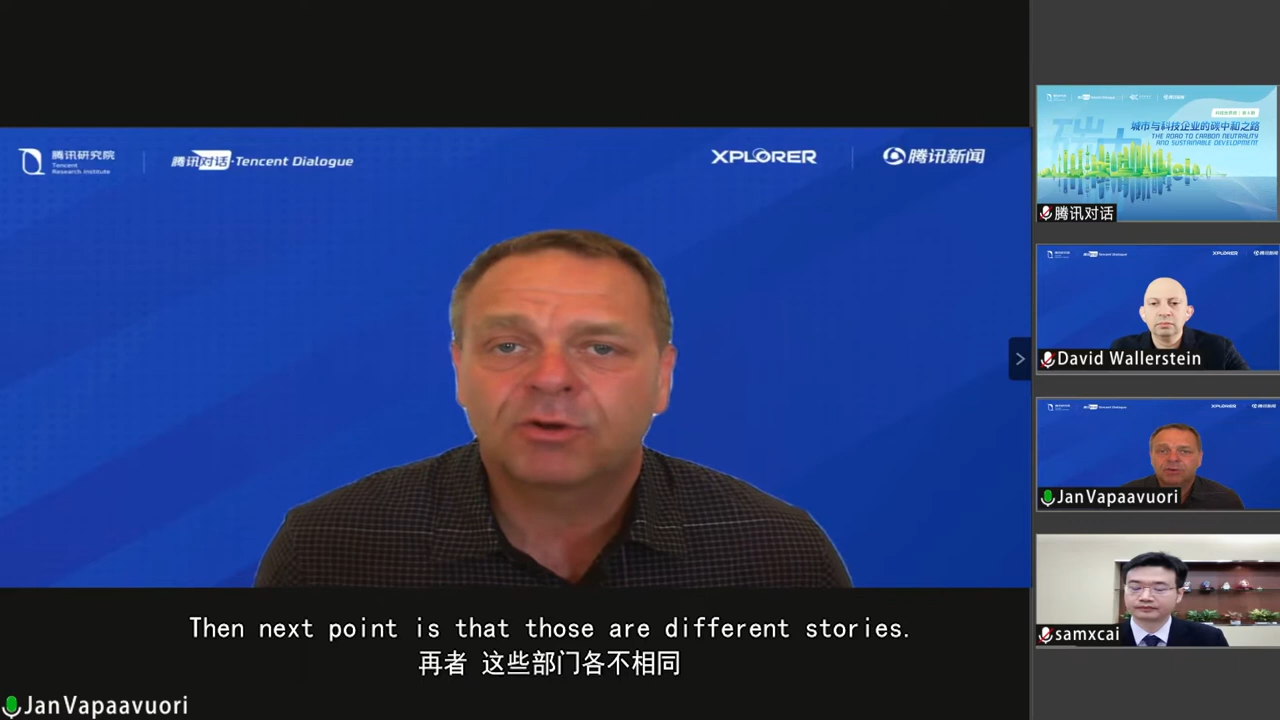 腾讯研究院
Tencent
Research Institute
腾讯对话·Tencent Dialogue
XPLORER
腾讯新闻
Then next point is that those are different stories.
再者 这些部门各不相同
JanVapaavuori
城市与科技企业的碳中和之路
THE ROAD TO CARBON NEUTRALITY
AND SUSTAINABLE DEVELOPMENT
腾讯对话
XPLORER
David Wallerstein
XPLORER
JanVapaavuori
samxcai